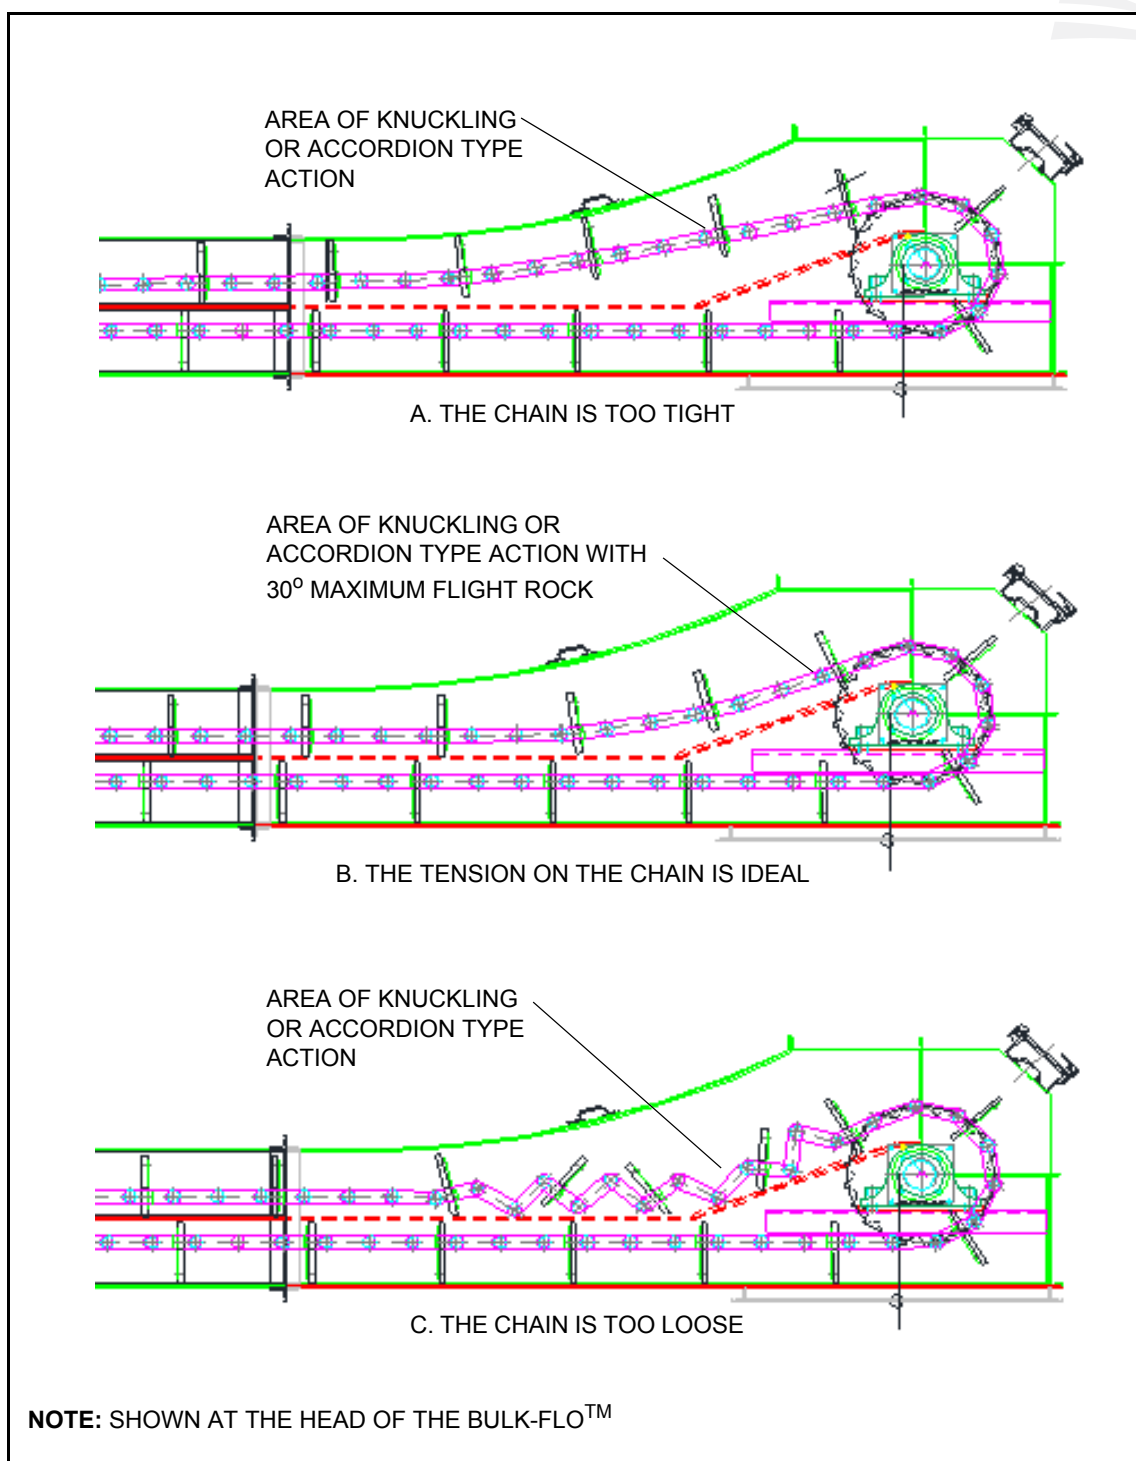 AREA OF KNUCKLING
OR ACCORDION TYPE
ACTION
A. THE CHAIN IS TOO TIGHT
AREA OF KNUCKLING OR
ACCORDION TYPE ACTION WITH
30° MAXIMUM FLIGHT ROCK
B. THE TENSION ON THE CHAIN IS IDEAL
AREA OF KNUCKLING
OR ACCORDION TYPE
ACTION
C. THE CHAIN IS TOO LOOSE
NOTE: SHOWN AT THE HEAD OF THE BULK-FLO™